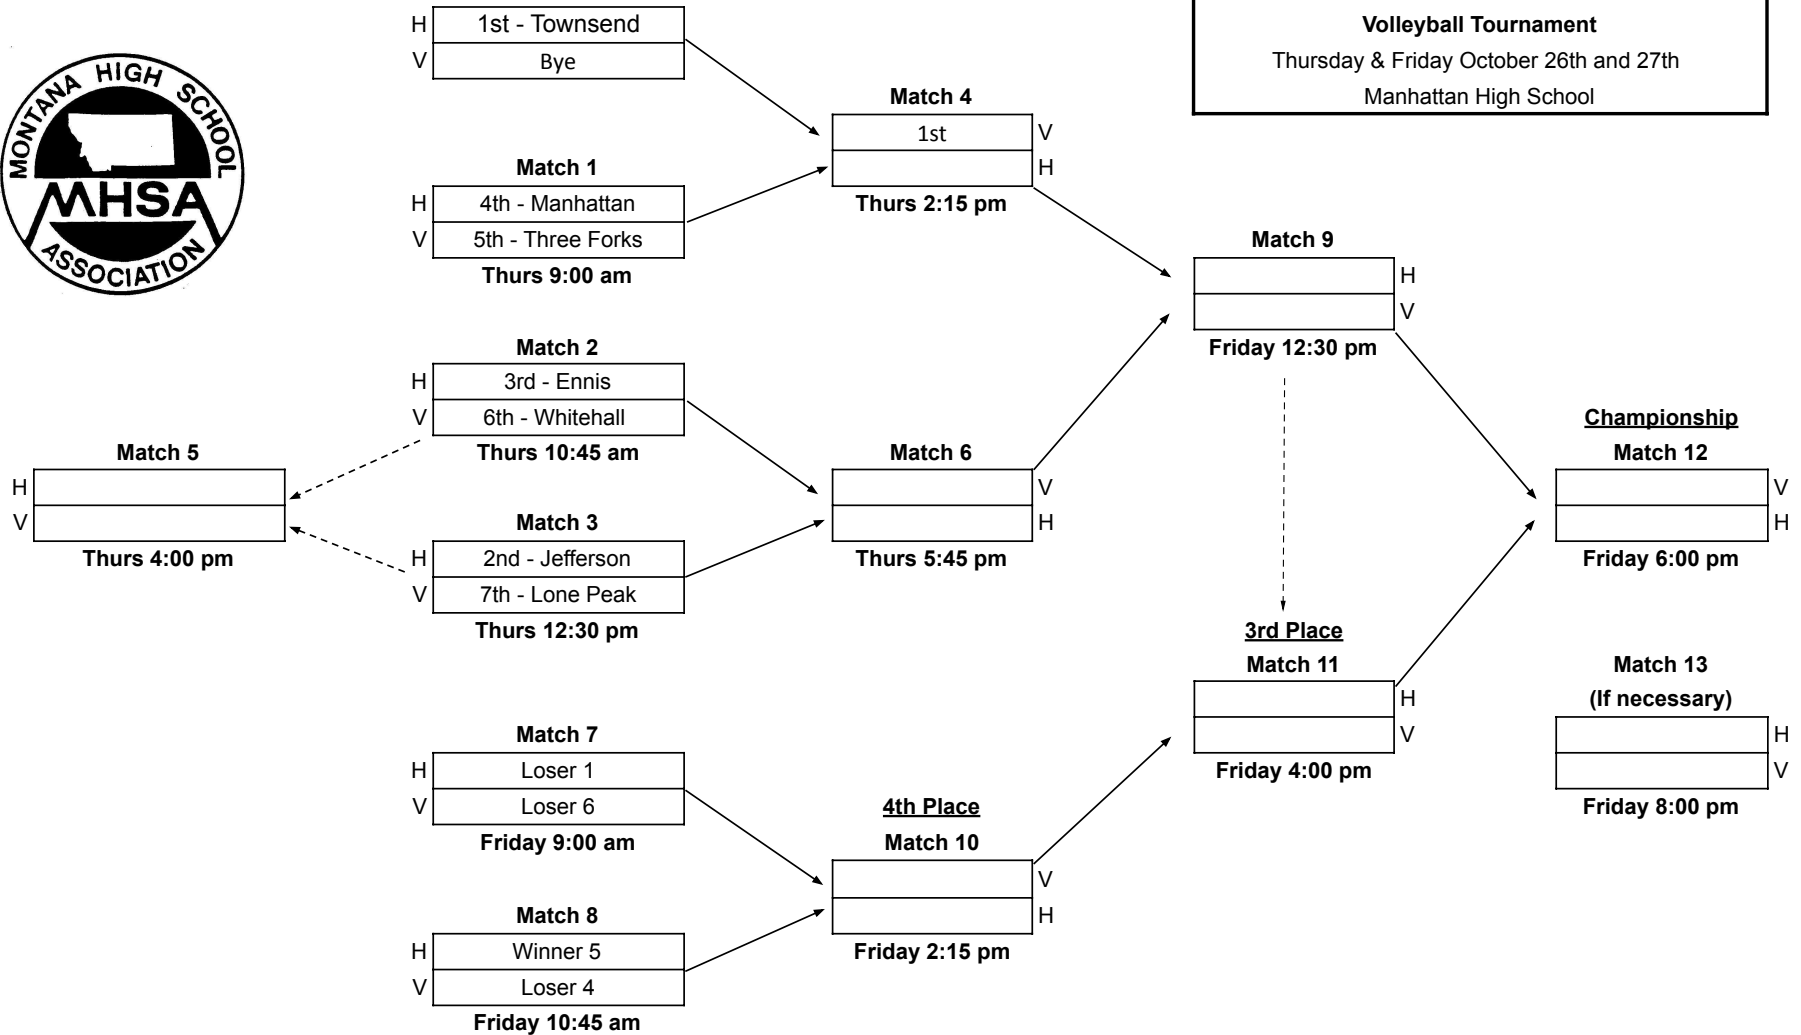 H
1st - Townsend
V
Bye
Volleyball Tournament
Thursday & Friday October 26th and 27th
Manhattan High School
MONTANA HIGH SCHOOL
MHSA
ASSOCIATION
Match 4
1st
V
H
Thurs 2:15 pm
Match 1
H
4th - Manhattan
V
5th - Three Forks
Thurs 9:00 am
Match 9
H
V
Friday 12:30 pm
Match 2
H
3rd - Ennis
V
6th - Whitehall
Thurs 10:45 am
Match 5
H
V
Thurs 4:00 pm
Match 6
V
H
Thurs 5:45 pm
Championship
Match 12
V
H
Friday 6:00 pm
Match 3
H
2nd - Jefferson
V
7th - Lone Peak
Thurs 12:30 pm
3rd Place
Match 11
H
V
Friday 4:00 pm
Match 13
(If necessary)
H
V
Friday 8:00 pm
Match 7
H
Loser 1
V
Loser 6
Friday 9:00 am
4th Place
Match 10
V
H
Friday 2:15 pm
Match 8
H
Winner 5
V
Loser 4
Friday 10:45 am